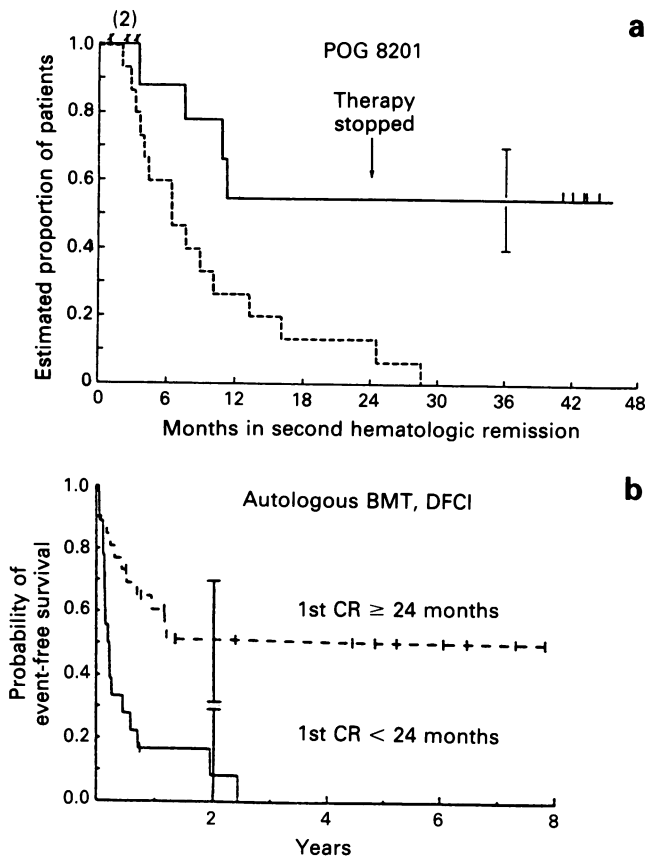 (2)
a
POG 8201
Therapy
stopped
Estimated proportion of patients
1.0
0.8
0.6
0.4
0.2
0
0 6 12 18 24 30 36 42 48
Months in second hematologic remission
b
Autologous BMT, DFCI
1st CR ≥ 24 months
1st CR < 24 months
Probability of
event-free survival
1.0
0.8
0.6
0.4
0.2
0.0
2 4 6 8
Years